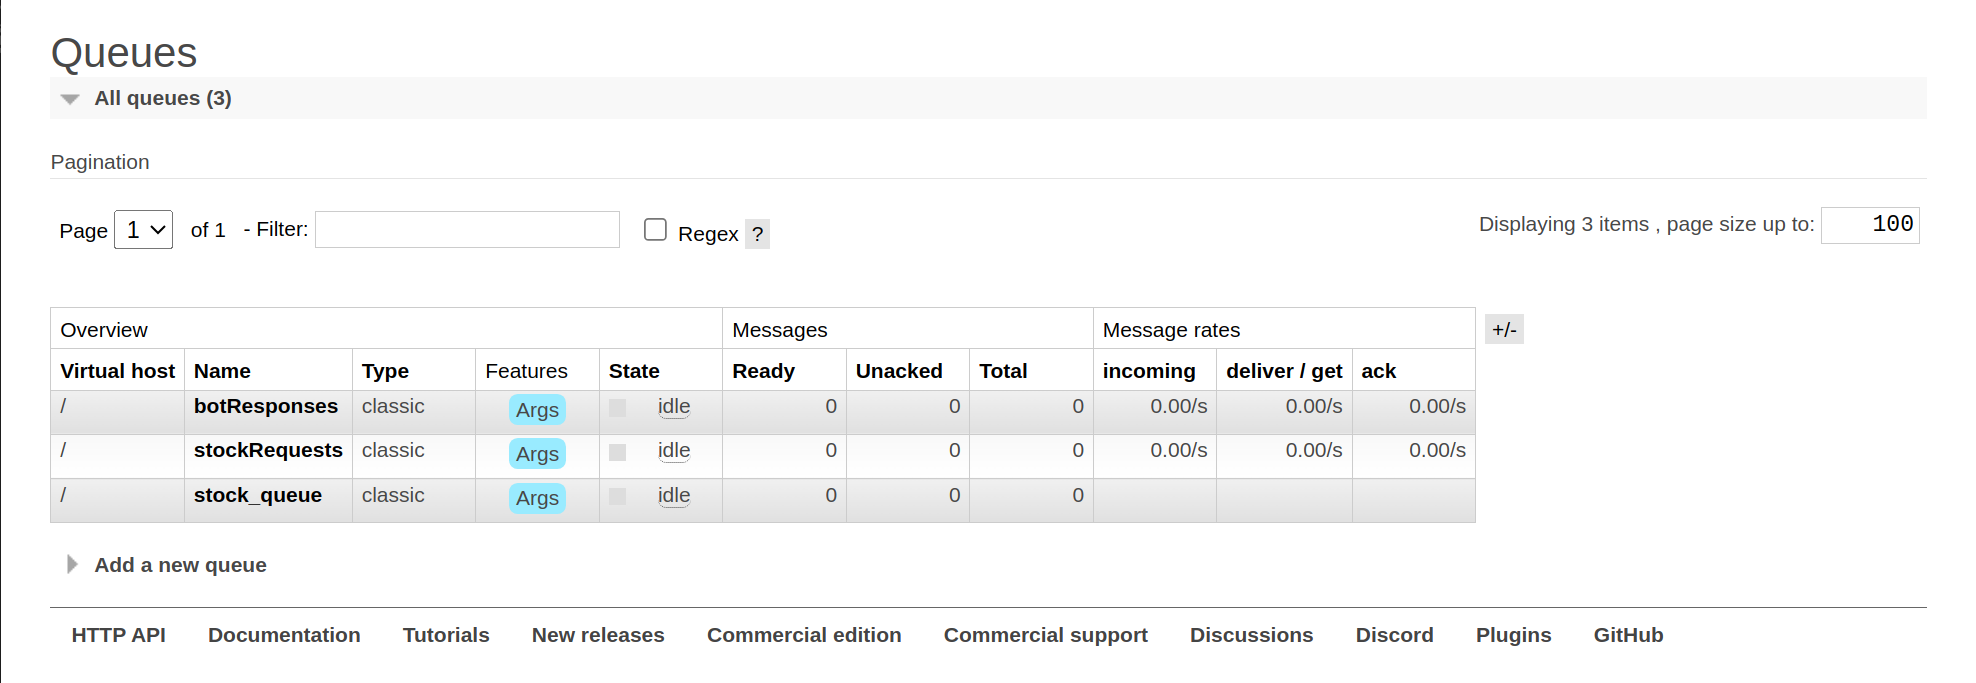 Queues
All queues (3)
Pagination
Page 1 of 1 - Filter: Regex ? Displaying 3 items , page size up to: 100
Overview Messages Message rates +/-
Virtual host Name Type Features State Ready Unacked Total incoming deliver / get ack
/ botResponses classic Args idle 0 0 0 0.00/s 0.00/s 0.00/s
/ stockRequests classic Args idle 0 0 0 0.00/s 0.00/s 0.00/s
/ stock_queue classic Args idle 0 0 0
Add a new queue
HTTP API Documentation Tutorials New releases Commercial edition Commercial support Discussions Discord Plugins GitHub